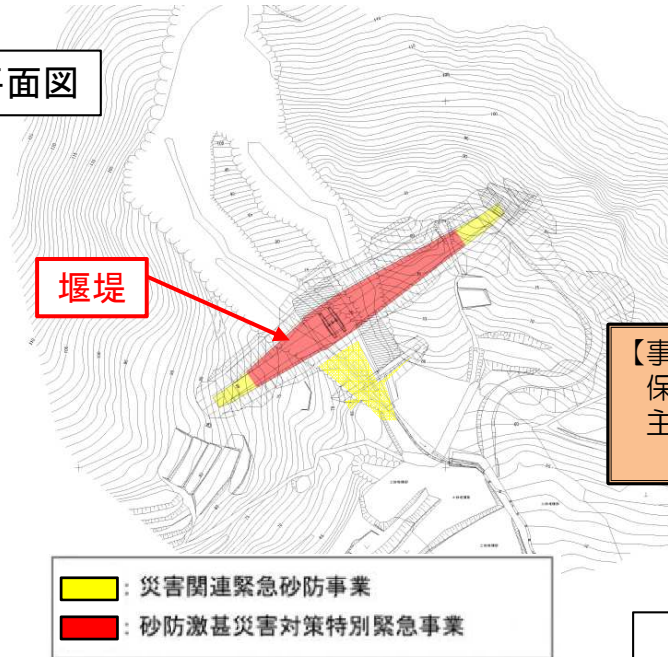 面図
堰堤
【事
保
主
: 災害関連緊急砂防事業
: 砂防激甚災害対策特別緊急事業